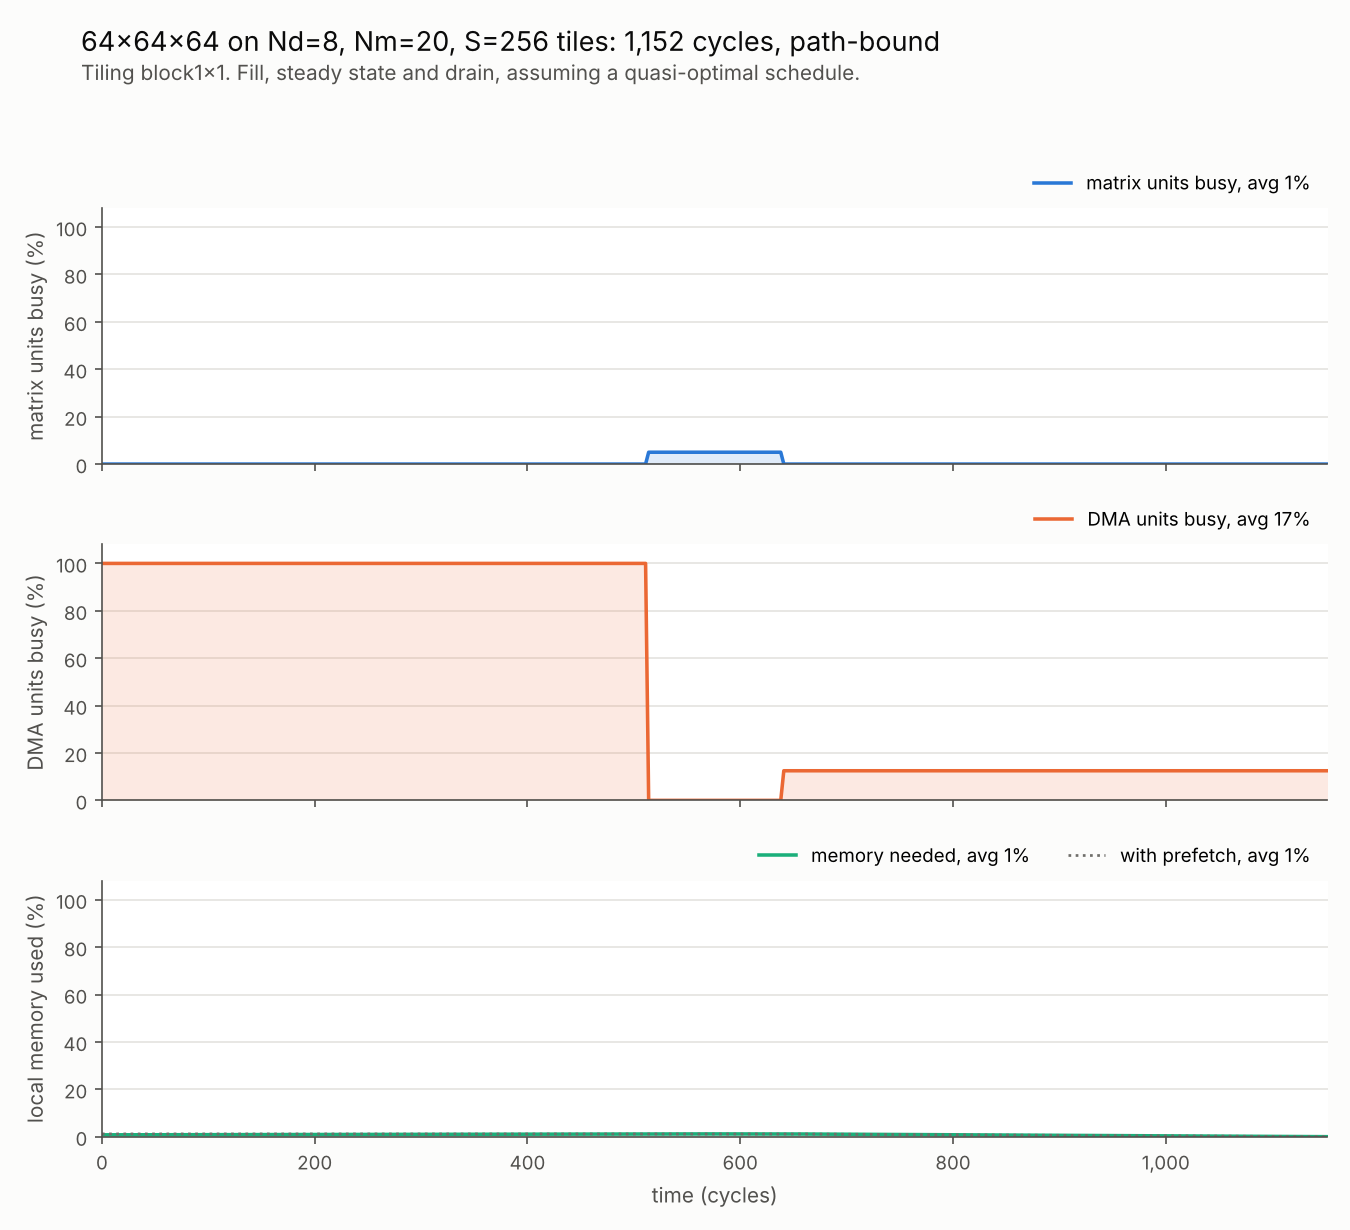 64×64×64 on Nd=8, Nm=20, S=256 tiles: 1,152 cycles, path-bound
Tiling block1×1. Fill, steady state and drain, assuming a quasi-optimal schedule.
matrix units busy, avg 1%
matrix units busy (%)
100
80
60
40
20
0
DMA units busy, avg 17%
DMA units busy (%)
100
80
60
40
20
0
memory needed, avg 1%
with prefetch, avg 1%
local memory used (%)
100
80
60
40
20
0
0 200 400 600 800 1,000
time (cycles)